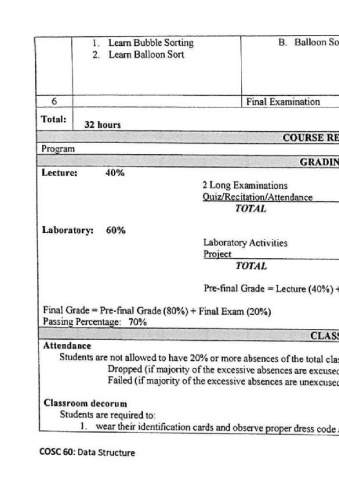 1. Learn Bubble Sorting
2. Learn Balloon Sort
B. Balloon So
6
Final Examination
Total:
32 hours
COURSE RE
Program
GRADIN
Lecture: 40%
2 Long Examinations
Quiz/Recitation/Attendance
TOTAL
Laboratory: 60%
Laboratory Activities
Project
TOTAL
Pre-final Grade = Lecture (40%) +
Final Grade = Pre-final Grade (80%) + Final Exam (20%)
Passing Percentage: 70%
CLASS
Attendance
Students are not allowed to have 20% or more absences of the total clas
Dropped (if majority of the excessive absences are excused
Failed (if majority of the excessive absences are unexcused
Classroom decorum
Students are required to:
1. wear their identification cards and observe proper dress code
COSC 60: Data Structure